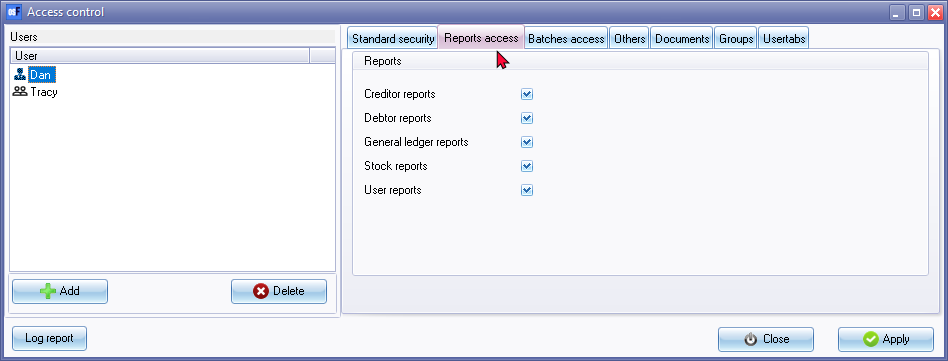 Access control
Users
User
Dan
Tracy
Add
Delete
Standard security Reports access Batches access Others Documents Groups Usertabs
Reports
Creditor reports
Debtor reports
General ledger reports
Stock reports
User reports
Log report
Close
Apply